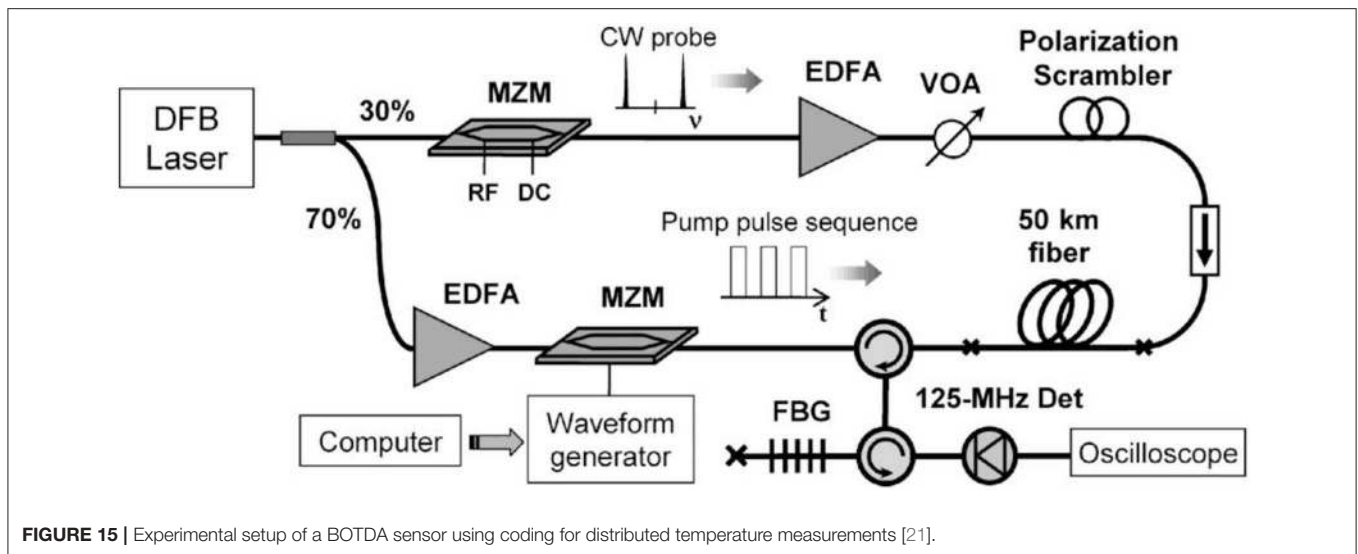 CW probe
ν
Polarization
Scrambler
EDFA
VOA
MZM
30%
DFB
Laser
RF DC
70%
Pump pulse sequence
t
50 km
fiber
EDFA
MZM
125-MHz Det
FBG
Computer
Waveform
generator
Oscilloscope
FIGURE 15 | Experimental setup of a BOTDA sensor using coding for distributed temperature measurements [21].